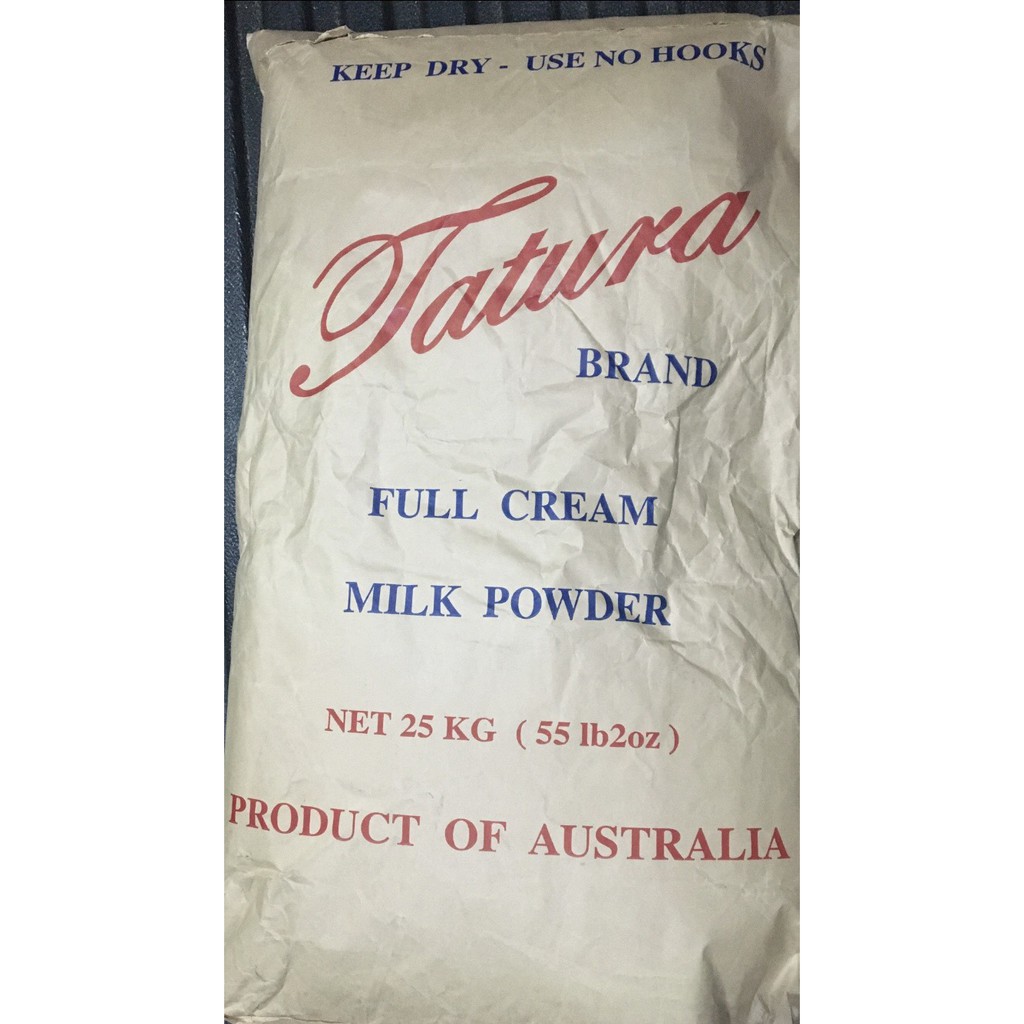 KEEP DRY - USE NO HOOKS
Tatura
BRAND
FULL CREAM
MILK POWDER
NET 25 KG ( 55 lb2oz )
PRODUCT OF AUSTRALIA